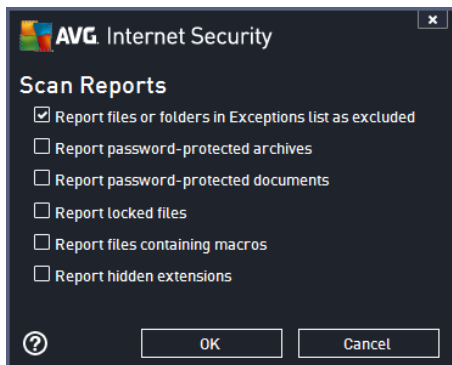 AVG. Internet Security
Scan Reports
Report files or folders in Exceptions list as excluded
Report password-protected archives
Report password-protected documents
Report locked files
Report files containing macros
Report hidden extensions
? OK Cancel